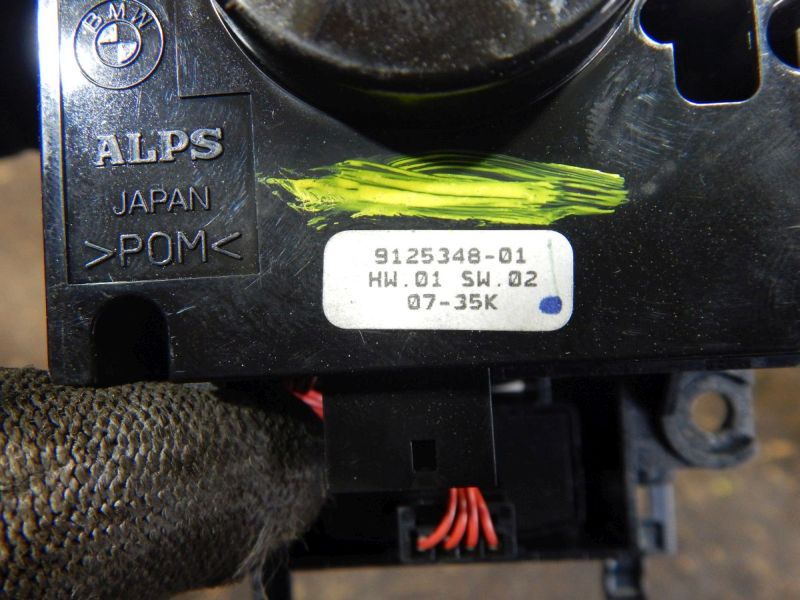 BMW
ALPS
JAPAN
>POM<
9125348-01
HW.01 SW.02
07-35K